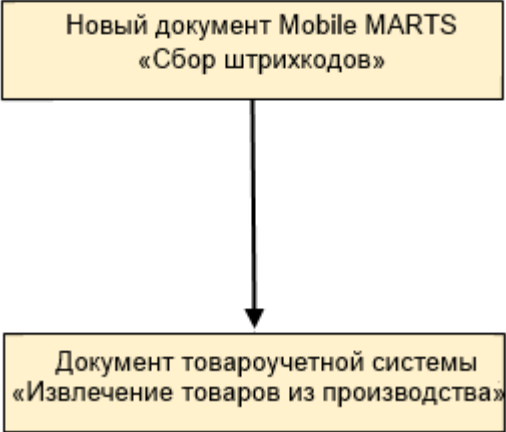 Новый документ Mobile MARTS
«Сбор штрихкодов»
Документ товароучетной системы
«Извлечение товаров из производства»